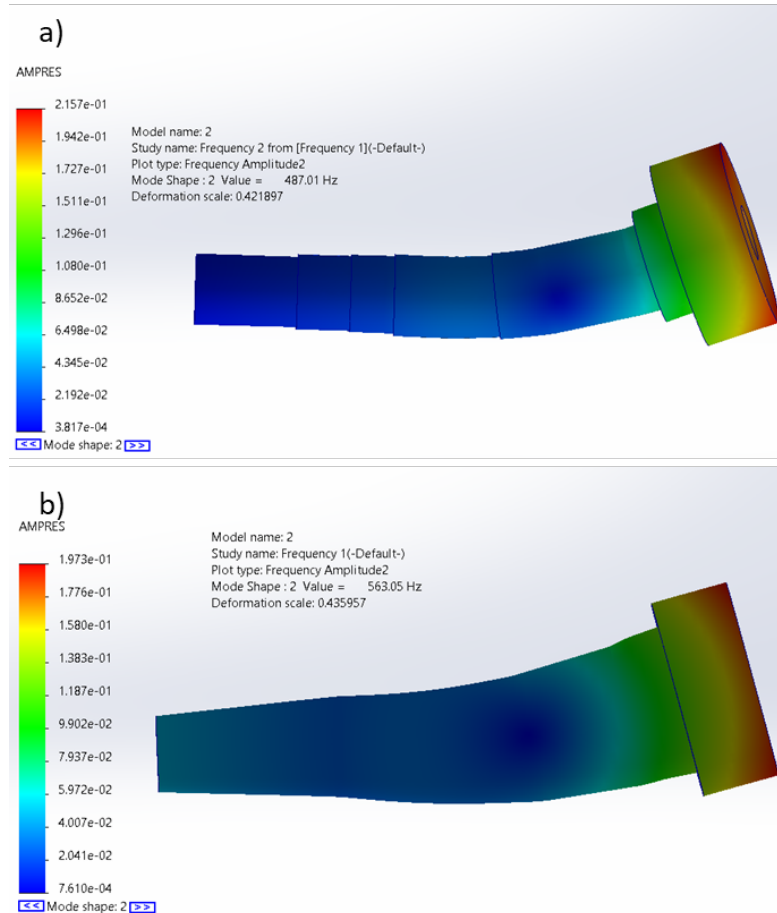 a)
AMPRES
2.157e-01
1.942e-01
1.727e-01
1.511e-01
1.296e-01
1.080e-01
8.652e-02
6.498e-02
4.345e-02
2.192e-02
3.817e-04
Model name: 2
Study name: Frequency 2 from [Frequency 1](-Default-)
Plot type: Frequency Amplitude2
Mode Shape : 2 Value = 487.01 Hz
Deformation scale: 0.421897
<< Mode shape: 2 >>
b)
AMPRES
1.973e-01
1.776e-01
1.580e-01
1.383e-01
1.187e-01
9.902e-02
7.937e-02
5.972e-02
4.007e-02
2.041e-02
7.610e-04
Model name: 2
Study name: Frequency 1(-Default-)
Plot type: Frequency Amplitude2
Mode Shape : 2 Value = 563.05 Hz
Deformation scale: 0.435957
<< Mode shape: 2 >>